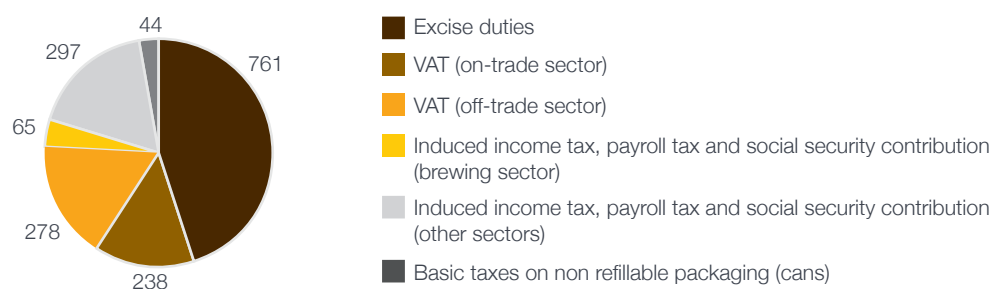 44
297
761
65
278
238
Excise duties
VAT (on-trade sector)
VAT (off-trade sector)
Induced income tax, payroll tax and social security contribution
(brewing sector)
Induced income tax, payroll tax and social security contribution
(other sectors)
Basic taxes on non refillable packaging (cans)